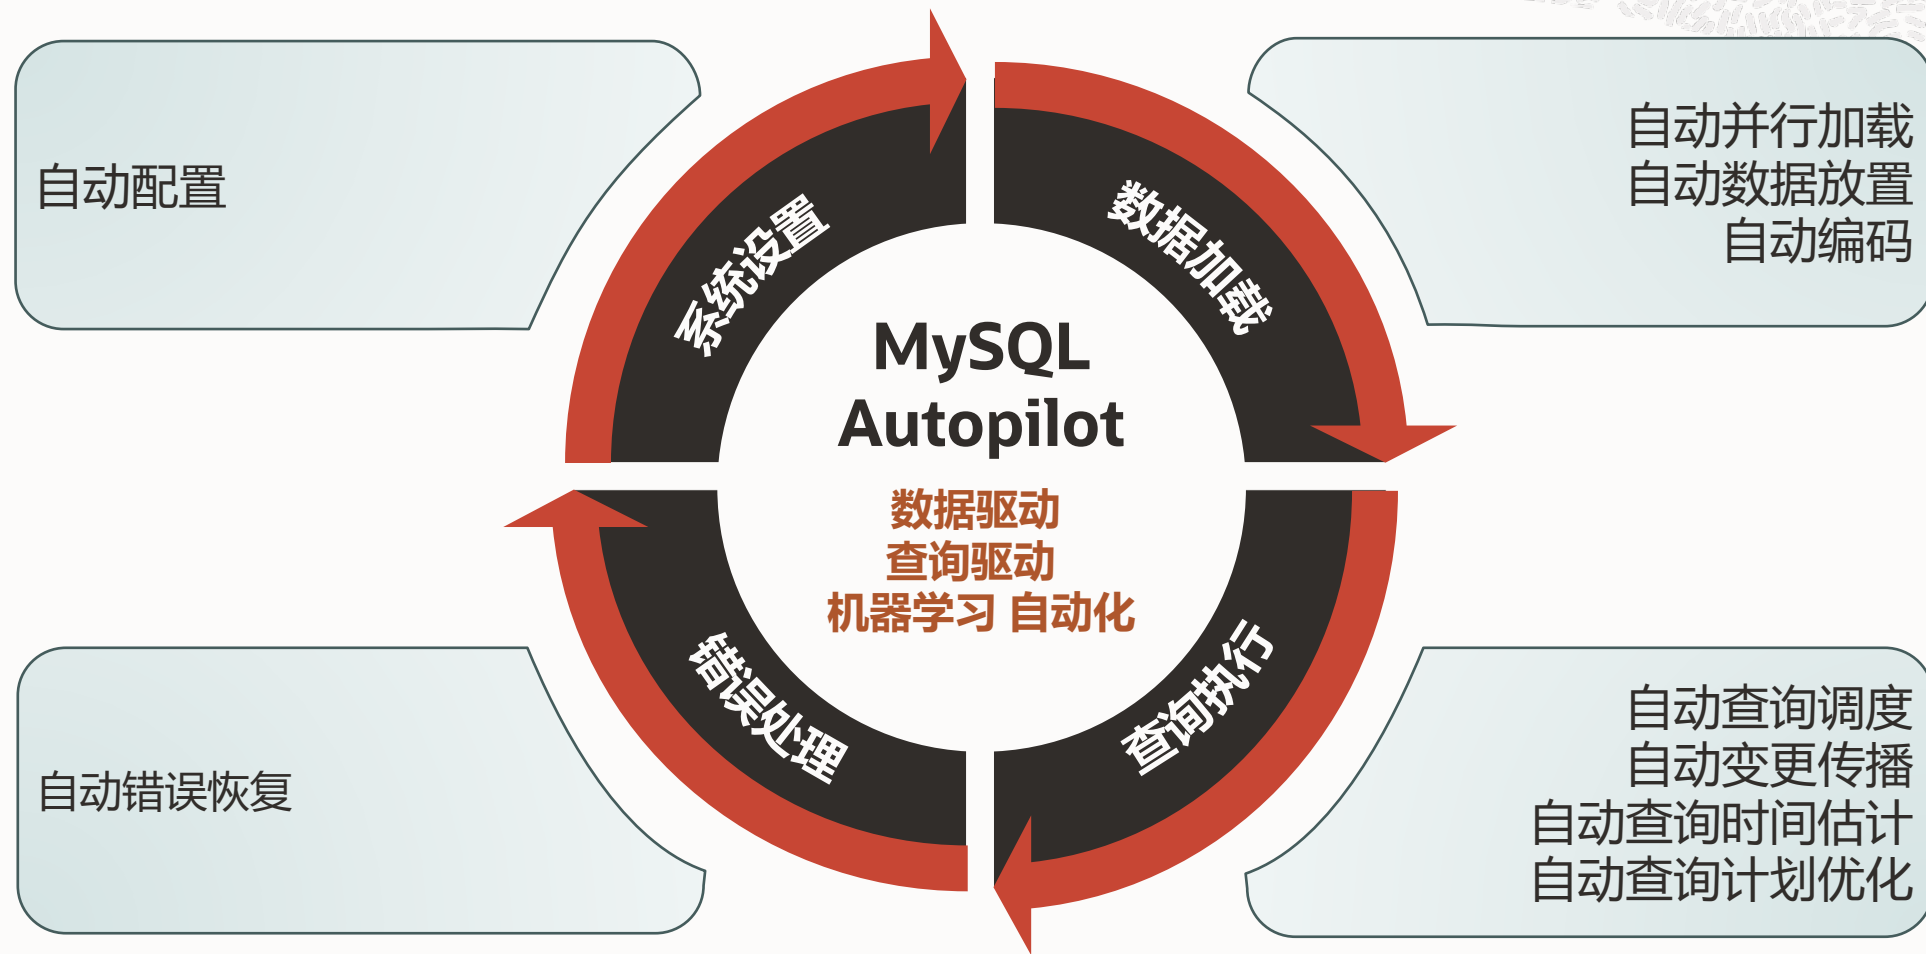 自动配置
系统设置
数据加载
自动并行加载
自动数据放置
自动编码
MySQL
Autopilot
数据驱动
查询驱动
机器学习 自动化
自动错误恢复
错误处理
查询执行
自动查询调度
自动变更传播
自动查询时间估计
自动查询计划优化